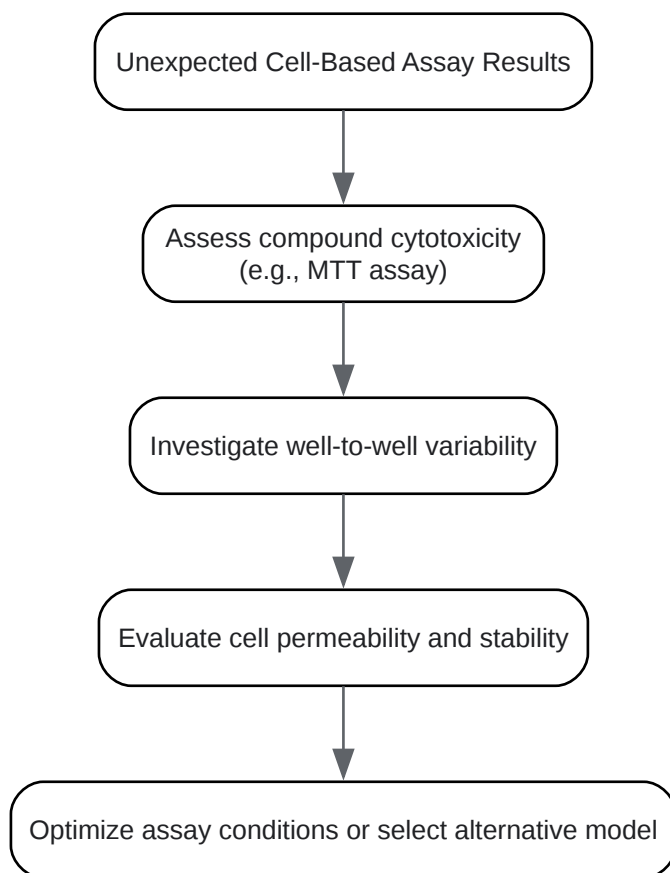 Unexpected Cell-Based Assay Results
Assess compound cytotoxicity
(e.g., MTT assay)
Investigate well-to-well variability
Evaluate cell permeability and stability
Optimize assay conditions or select alternative model